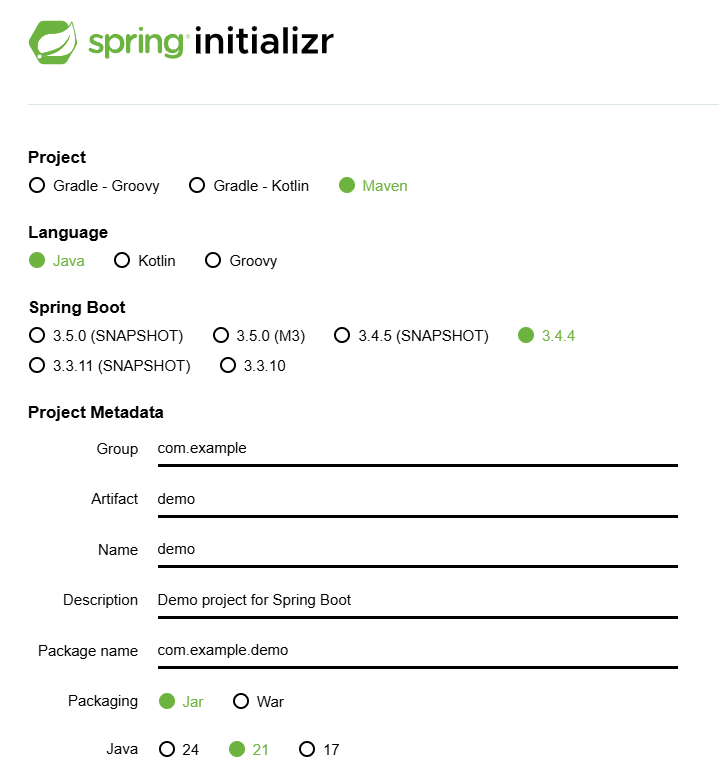 spring initializr
Project
Gradle - Groovy Gradle - Kotlin Maven
Language
Java Kotlin Groovy
Spring Boot
3.5.0 (SNAPSHOT) 3.5.0 (M3) 3.4.5 (SNAPSHOT) 3.4.4
3.3.11 (SNAPSHOT) 3.3.10
Project Metadata
Group com.example
Artifact demo
Name demo
Description Demo project for Spring Boot
Package name com.example.demo
Packaging Jar War
Java 24 21 17